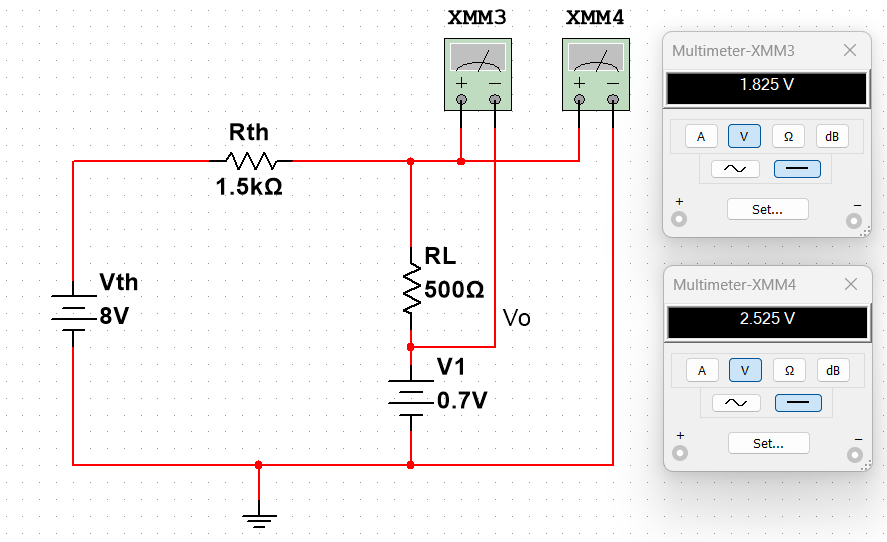 XMM3
XMM4
Multimeter-XMM3
1.825 V
A V Ω dB
+ Set... −
Rth
1.5kΩ
+ −
+ −
Vth
8V
RL
500Ω
Vo
V1
0.7V
Multimeter-XMM4
2.525 V
A V Ω dB
+ Set... −